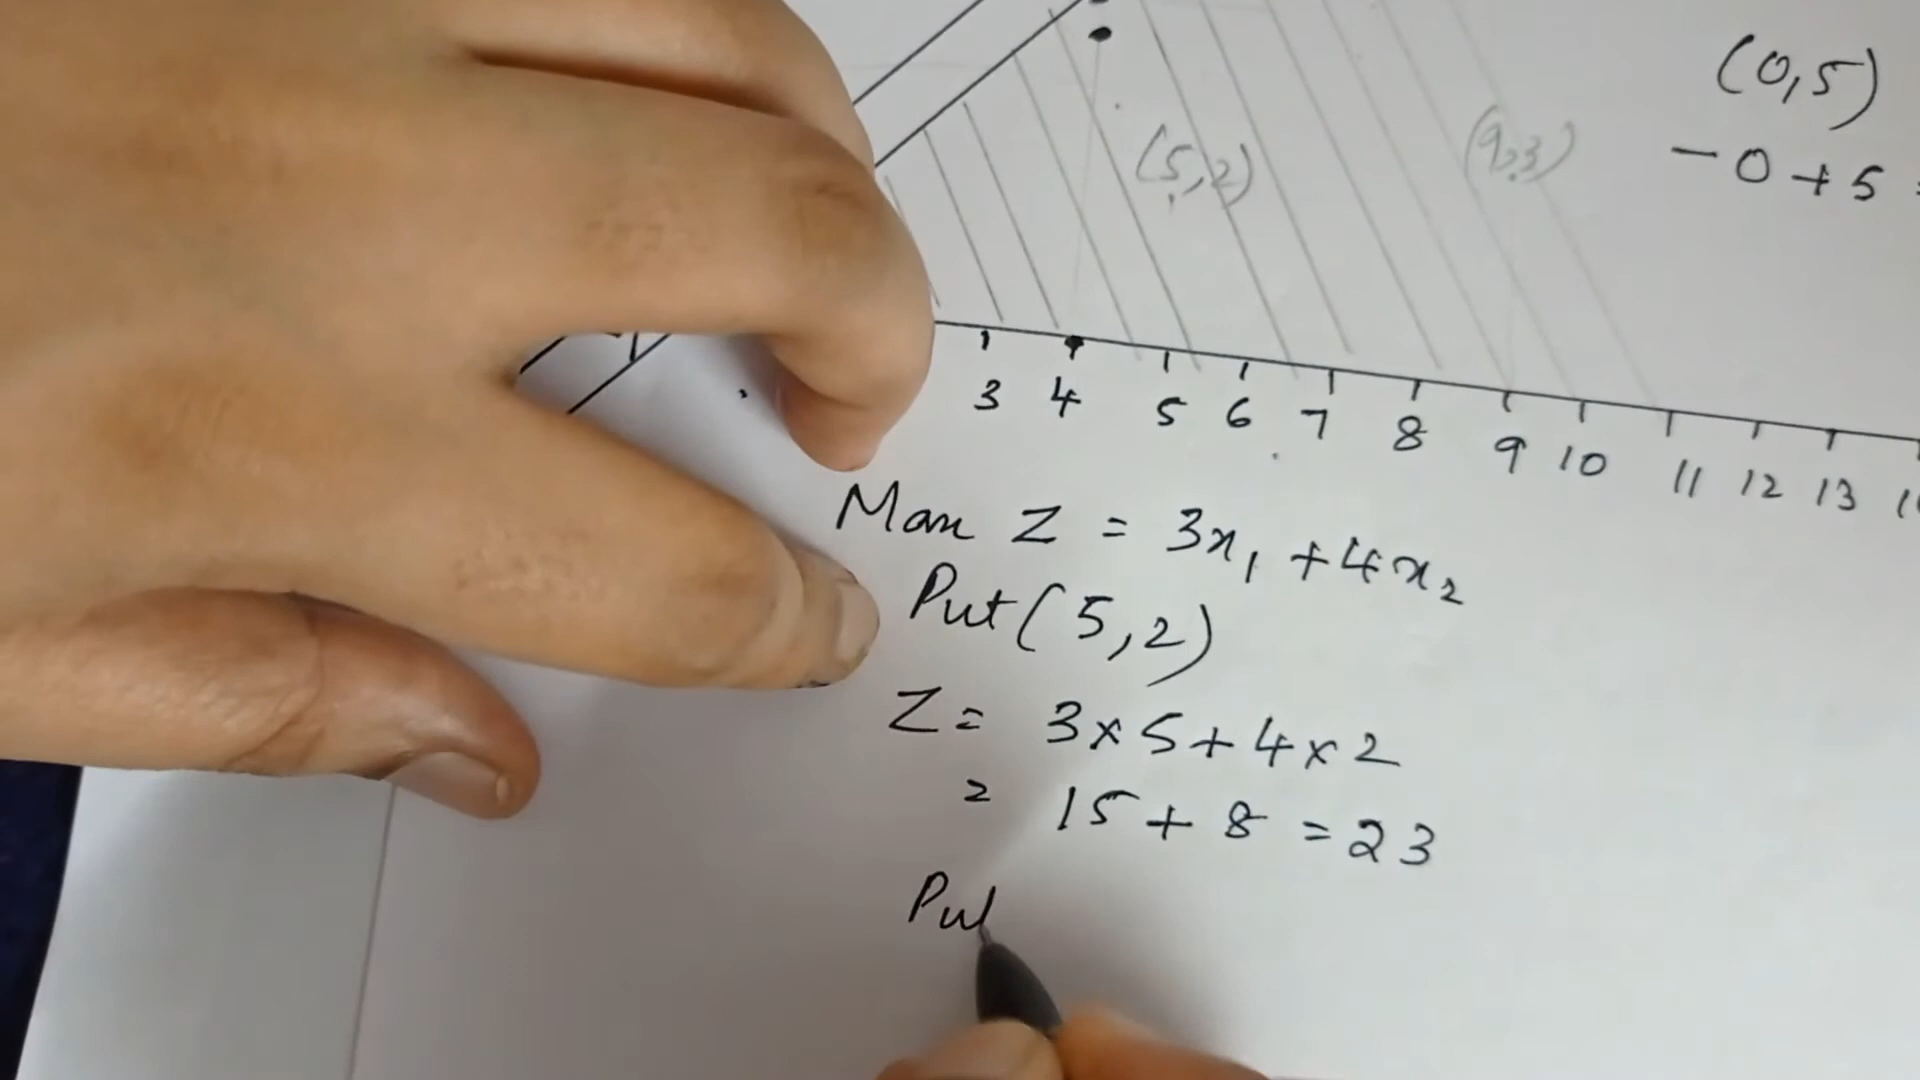 (0,5)
- 0 + 5 =
(5,2)
(9,3)
3 4 5 6 7 8 9 10 11 12 13
Max Z = 3x₁ + 4x₂
Put (5,2)
Z = 3 × 5 + 4 × 2
= 15 + 8 = 23
Put